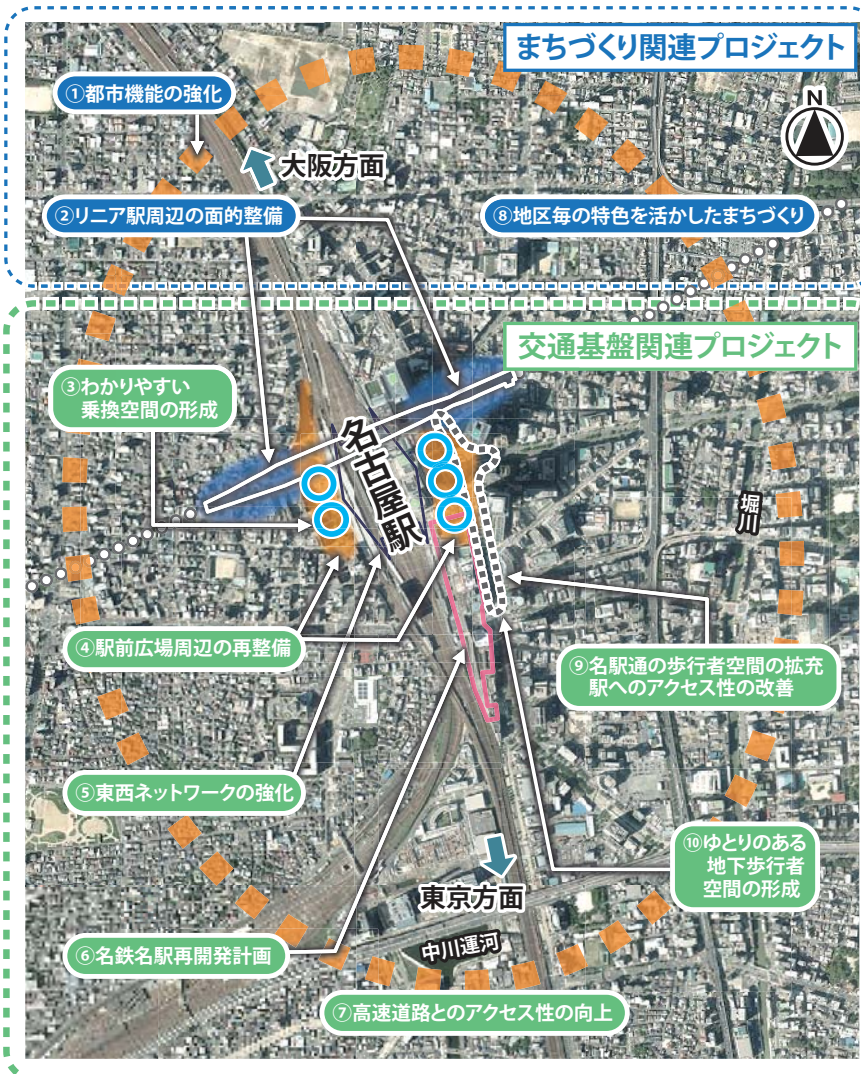 まちづくり関連プロジェクト
N
①都市機能の強化
大阪方面
②リニア駅周辺の面的整備
⑧地区毎の特色を活かしたまちづくり
交通基盤関連プロジェクト
③わかりやすい
乗換空間の形成
名古屋駅
堀川
④駅前広場周辺の再整備
⑨名駅通の歩行者空間の拡充
駅へのアクセス性の改善
⑤東西ネットワークの強化
⑩ゆとりのある
地下歩行者
空間の形成
東京方面
中川運河
⑥名鉄名駅再開発計画
⑦高速道路とのアクセス性の向上